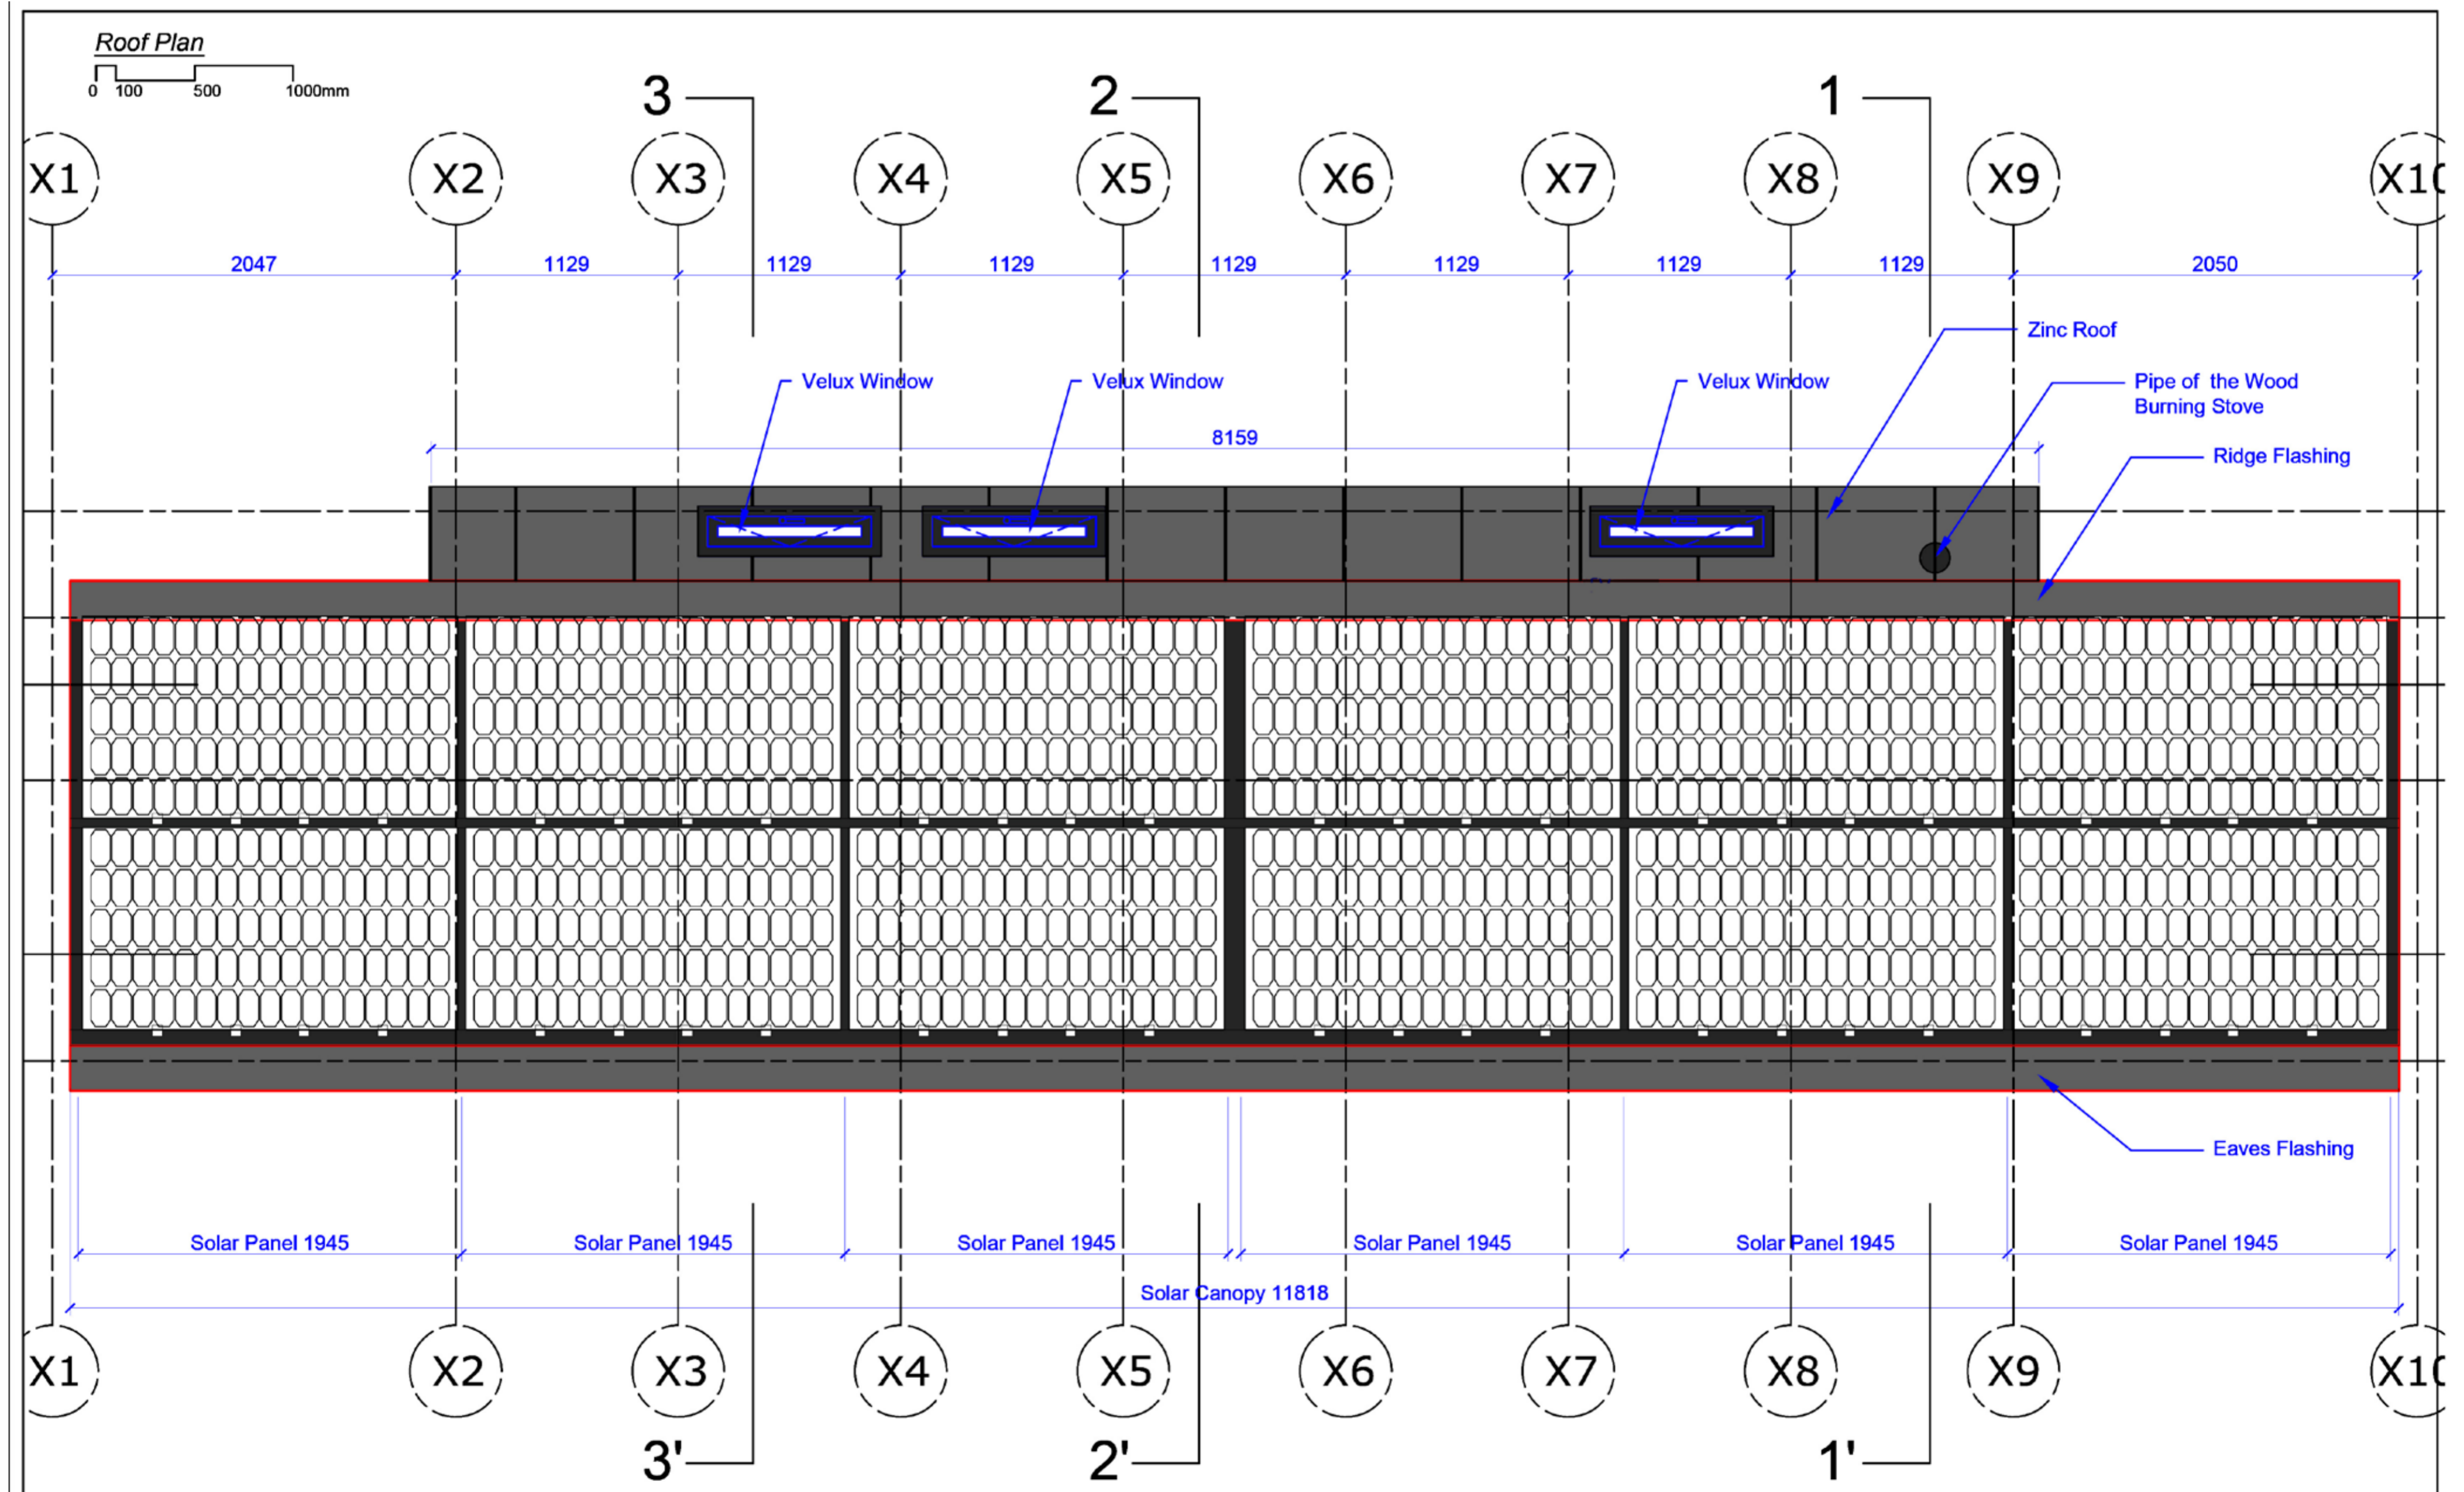 Roof Plan
0 100 500 1000mm
3 2 1
X1 X2 X3 X4 X5 X6 X7 X8 X9 X10
2047 1129 1129 1129 1129 1129 1129 1129 2050
Zinc Roof
Velux Window Velux Window Velux Window Pipe of the Wood
Burning Stove
8159
Ridge Flashing
Eaves Flashing
Solar Panel 1945 Solar Panel 1945 Solar Panel 1945 Solar Panel 1945 Solar Panel 1945 Solar Panel 1945
Solar Canopy 11818
X1 X2 X3 X4 X5 X6 X7 X8 X9 X10
3' 2' 1'